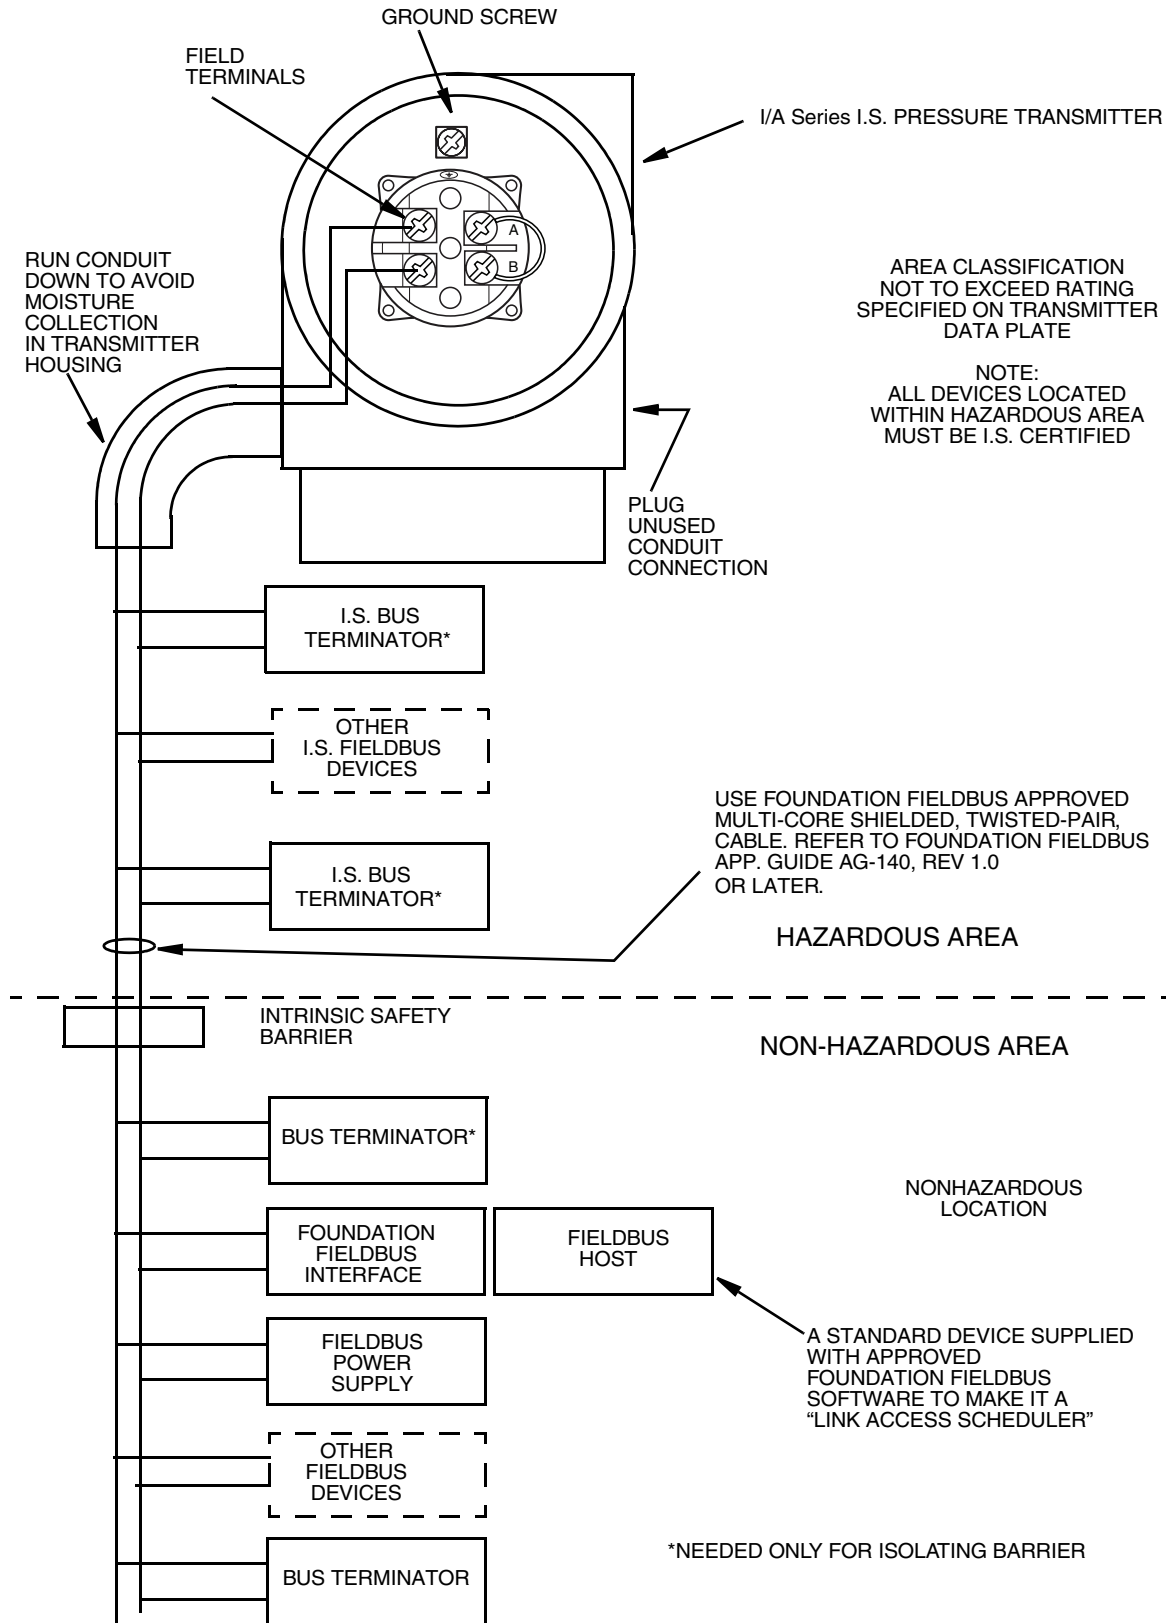 GROUND SCREW
FIELD
TERMINALS
I/A Series I.S. PRESSURE TRANSMITTER
A
B
RUN CONDUIT
DOWN TO AVOID
MOISTURE
COLLECTION
IN TRANSMITTER
HOUSING
AREA CLASSIFICATION
NOT TO EXCEED RATING
SPECIFIED ON TRANSMITTER
DATA PLATE
NOTE:
ALL DEVICES LOCATED
WITHIN HAZARDOUS AREA
MUST BE I.S. CERTIFIED
PLUG
UNUSED
CONDUIT
CONNECTION
I.S. BUS
TERMINATOR*
OTHER
I.S. FIELDBUS
DEVICES
USE FOUNDATION FIELDBUS APPROVED
MULTI-CORE SHIELDED, TWISTED-PAIR,
CABLE. REFER TO FOUNDATION FIELDBUS
APP. GUIDE AG-140, REV 1.0
OR LATER.
I.S. BUS
TERMINATOR*
HAZARDOUS AREA
INTRINSIC SAFETY
BARRIER
NON-HAZARDOUS AREA
BUS TERMINATOR*
NONHAZARDOUS
LOCATION
FOUNDATION
FIELDBUS
INTERFACE
FIELDBUS
HOST
FIELDBUS
POWER
SUPPLY
A STANDARD DEVICE SUPPLIED
WITH APPROVED
FOUNDATION FIELDBUS
SOFTWARE TO MAKE IT A
“LINK ACCESS SCHEDULER”
OTHER
FIELDBUS
DEVICES
*NEEDED ONLY FOR ISOLATING BARRIER
BUS TERMINATOR